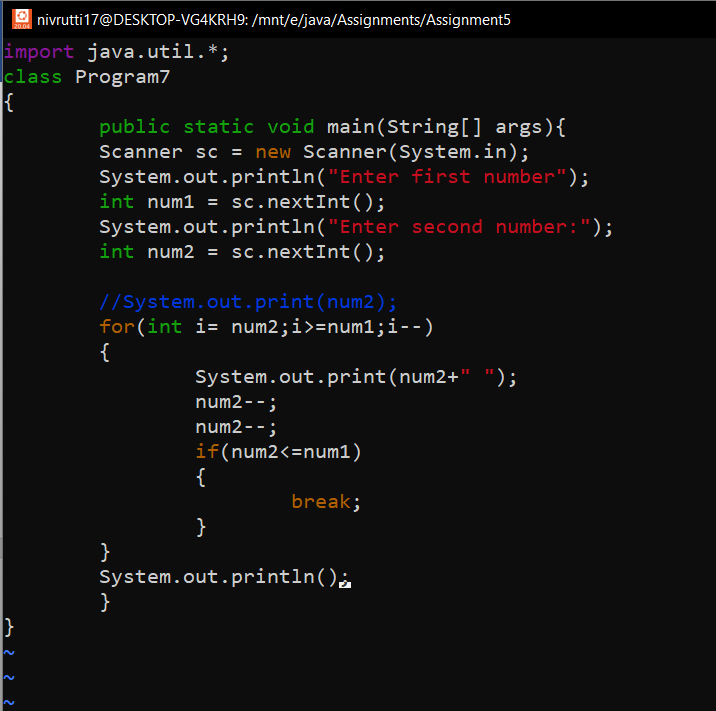 20.04 nivrutti17@DESKTOP-VG4KRH9: /mnt/e/java/Assignments/Assignment5
import java.util.*;
class Program7
{
        public static void main(String[] args){
        Scanner sc = new Scanner(System.in);
        System.out.println("Enter first number");
        int num1 = sc.nextInt();
        System.out.println("Enter second number:");
        int num2 = sc.nextInt();

        //System.out.print(num2);
        for(int i= num2;i>=num1;i--)
        {
                System.out.print(num2+" ");
                num2--;
                num2--;
                if(num2<=num1)
                {
                        break;
                }
        }
        System.out.println();
        }
}
~
~
~